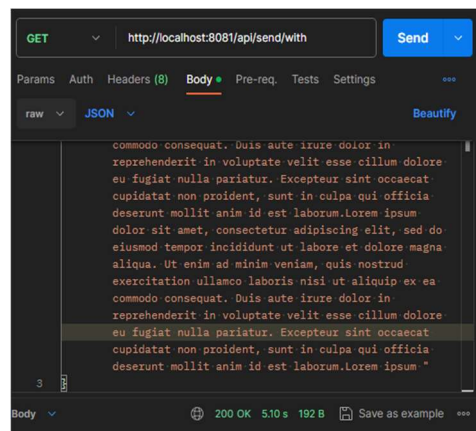 GET http://localhost:8081/api/send/with Send
Params Auth Headers (8) Body Pre-req. Tests Settings
raw JSON Beautify
commodo consequat. Duis aute irure dolor in
reprehenderit in voluptate velit esse cillum dolore
eu fugiat nulla pariatur. Excepteur sint occaecat
cupidatat non proident, sunt in culpa qui officia
deserunt mollit anim id est laborum.Lorem ipsum
dolor sit amet, consectetur adipiscing elit, sed do
eiusmod tempor incididunt ut labore et dolore magna
aliqua. Ut enim ad minim veniam, quis nostrud
exercitation ullamco laboris nisi ut aliquip ex ea
commodo consequat. Duis aute irure dolor in
reprehenderit in voluptate velit esse cillum dolore
eu fugiat nulla pariatur. Excepteur sint occaecat
cupidatat non proident, sunt in culpa qui officia
deserunt mollit anim id est laborum.Lorem ipsum "
3 }
Body 200 OK 5.10 s 192 B Save as example